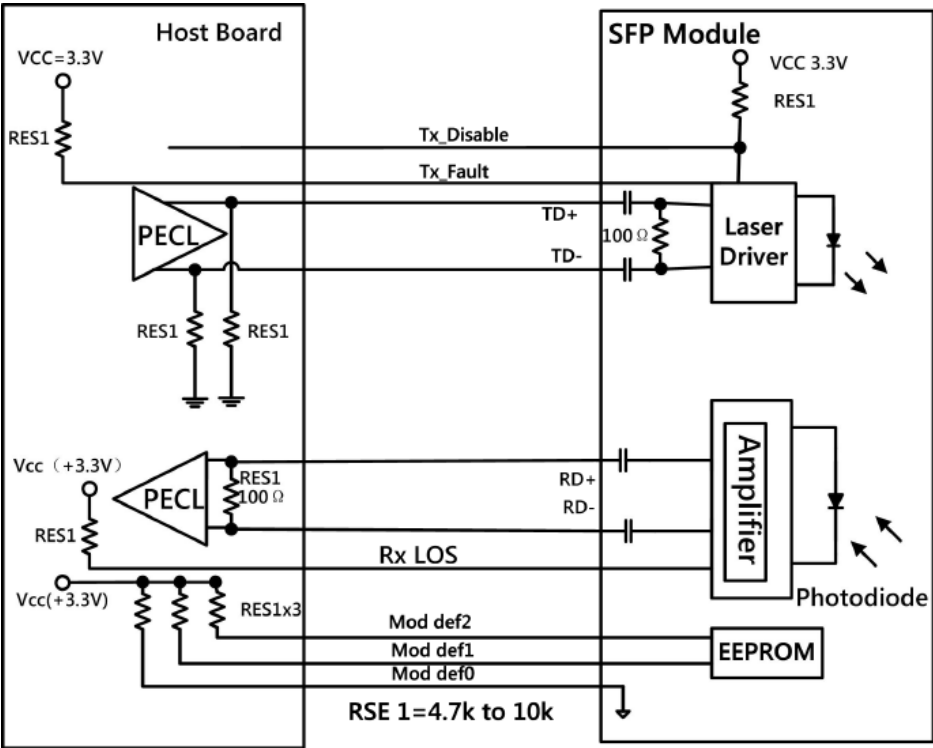 Host Board
SFP Module
VCC=3.3V
VCC 3.3V
RES1
RES1
Tx_Disable
Tx_Fault
PECL
TD+
100Ω
TD-
Laser
Driver
RES1
RES1
Vcc（+3.3V）
PECL
RES1
100Ω
RD+
RD-
Amplifier
RES1
Rx LOS
Vcc(+3.3V)
RES1x3
Photodiode
Mod def2
Mod def1
Mod def0
EEPROM
RSE 1=4.7k to 10k